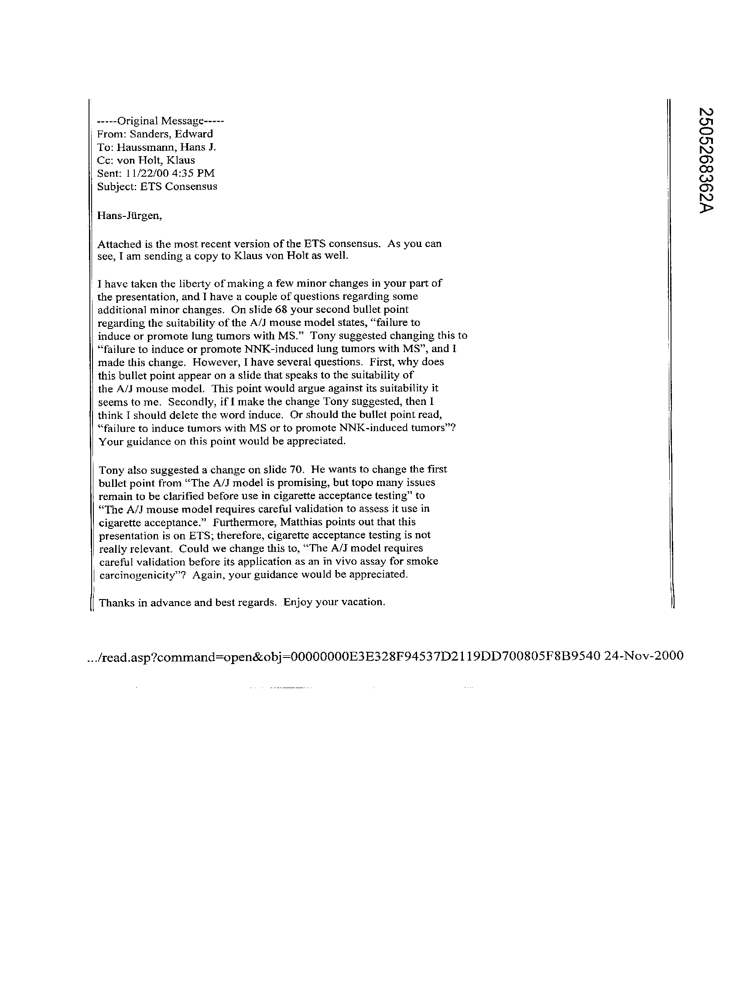 -----Original Message-----
From: Sanders, Edward
To: Haussmann, Hans J.
Cc: von Holt, Klaus
Sent: 11/22/00 4:35 PM
Subject: ETS Consensus
Hans-Jürgen,
Attached is the most recent version of the ETS consensus. As you can
see, I am sending a copy to Klaus von Holt as well.
I have taken the liberty of making a few minor changes in your part of
the presentation, and I have a couple of questions regarding some
additional minor changes. On slide 68 your second bullet point
regarding the suitability of the A/J mouse model states, “failure to
induce or promote lung tumors with MS.” Tony suggested changing this to
“failure to induce or promote NNK-induced lung tumors with MS”, and I
made this change. However, I have several questions. First, why does
this bullet point appear on a slide that speaks to the suitability of
the A/J mouse model. This point would argue against its suitability it
seems to me. Secondly, if I make the change Tony suggested, then I
think I should delete the word induce. Or should the bullet point read,
“failure to induce tumors with MS or to promote NNK-induced tumors”?
Your guidance on this point would be appreciated.
Tony also suggested a change on slide 70. He wants to change the first
bullet point from “The A/J model is promising, but topo many issues
remain to be clarified before use in cigarette acceptance testing” to
“The A/J mouse model requires careful validation to assess it use in
cigarette acceptance.” Furthermore, Matthias points out that this
presentation is on ETS; therefore, cigarette acceptance testing is not
really relevant. Could we change this to, “The A/J model requires
careful validation before its application as an in vivo assay for smoke
carcinogenicity”? Again, your guidance would be appreciated.
Thanks in advance and best regards. Enjoy your vacation.
.../read.asp?command=open&obj=00000000E3E328F94537D2119DD700805F8B9540 24-Nov-2000
2505268362A